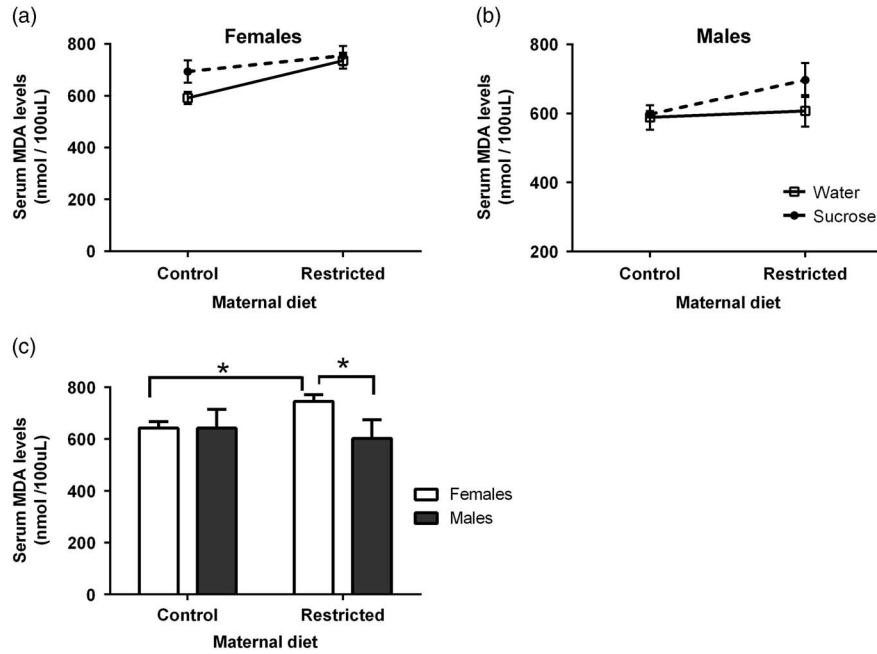 (a)
Females
Serum MDA levels
(nmol / 100uL)
800
600
400
200
0
Control
Restricted
Maternal diet
(b)
Males
Serum MDA levels
(nmol / 100uL)
800
600
400
200
Water
Sucrose
Control
Restricted
Maternal diet
(c)
*
*
Serum MDA levels
(nmol /100uL)
800
600
400
200
0
Females
Males
Control
Restricted
Maternal diet